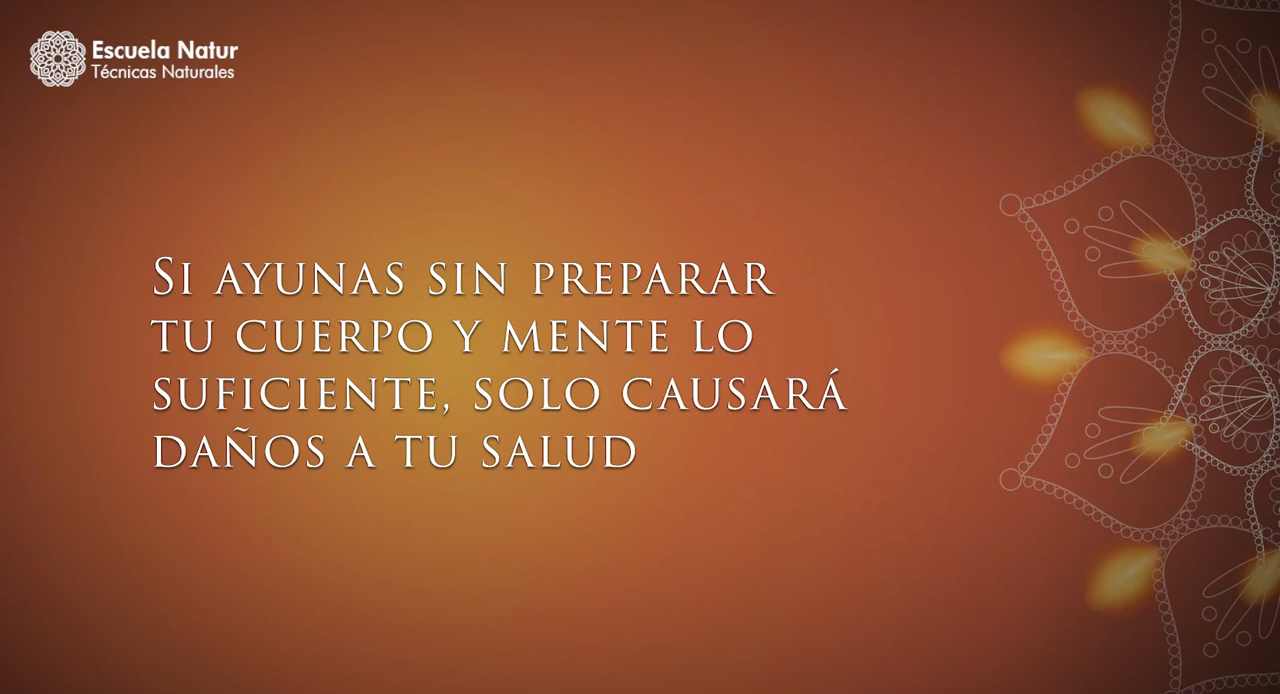 Escuela Natur
Técnicas Naturales
Si ayunas sin preparar
tu cuerpo y mente lo
suficiente, solo causará
daños a tu salud